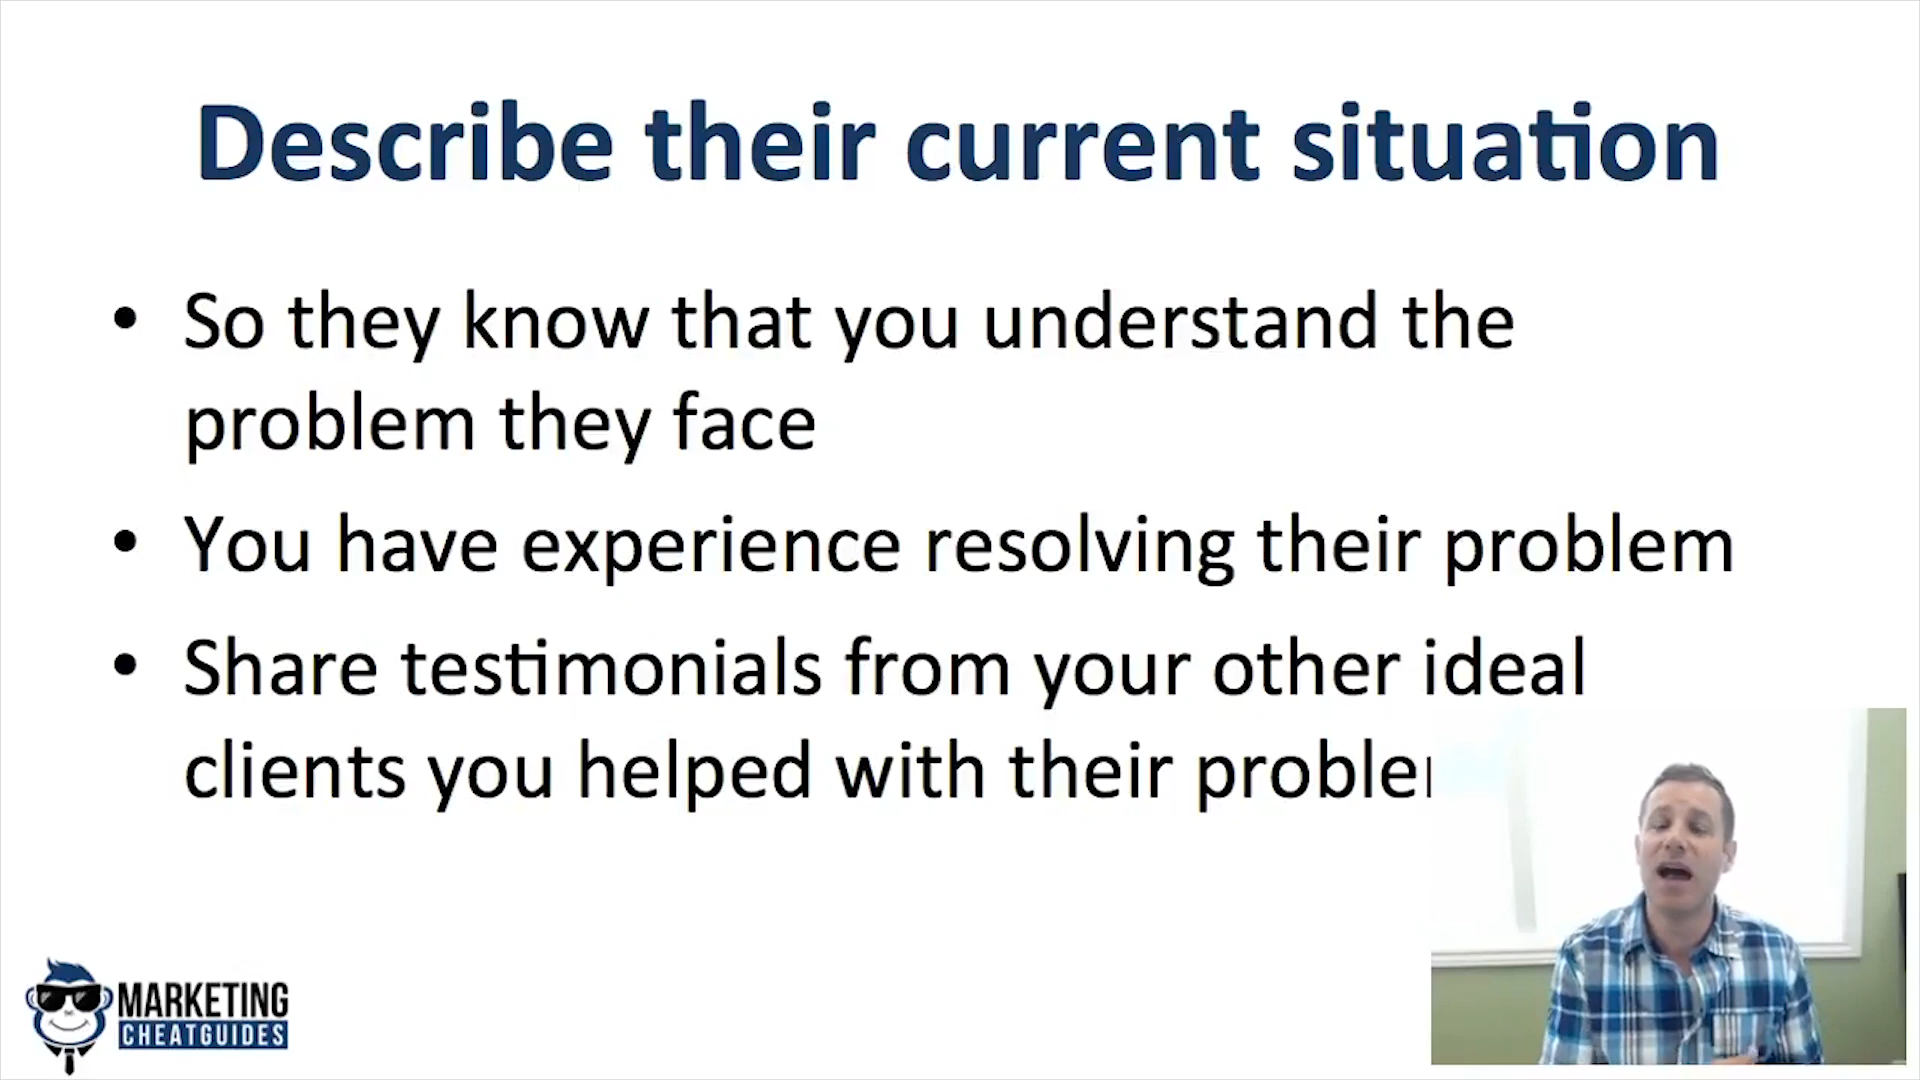 Describe their current situation
• So they know that you understand the
problem they face
• You have experience resolving their problem
• Share testimonials from your other ideal
clients you helped with their
MARKETING
CHEATGUIDES